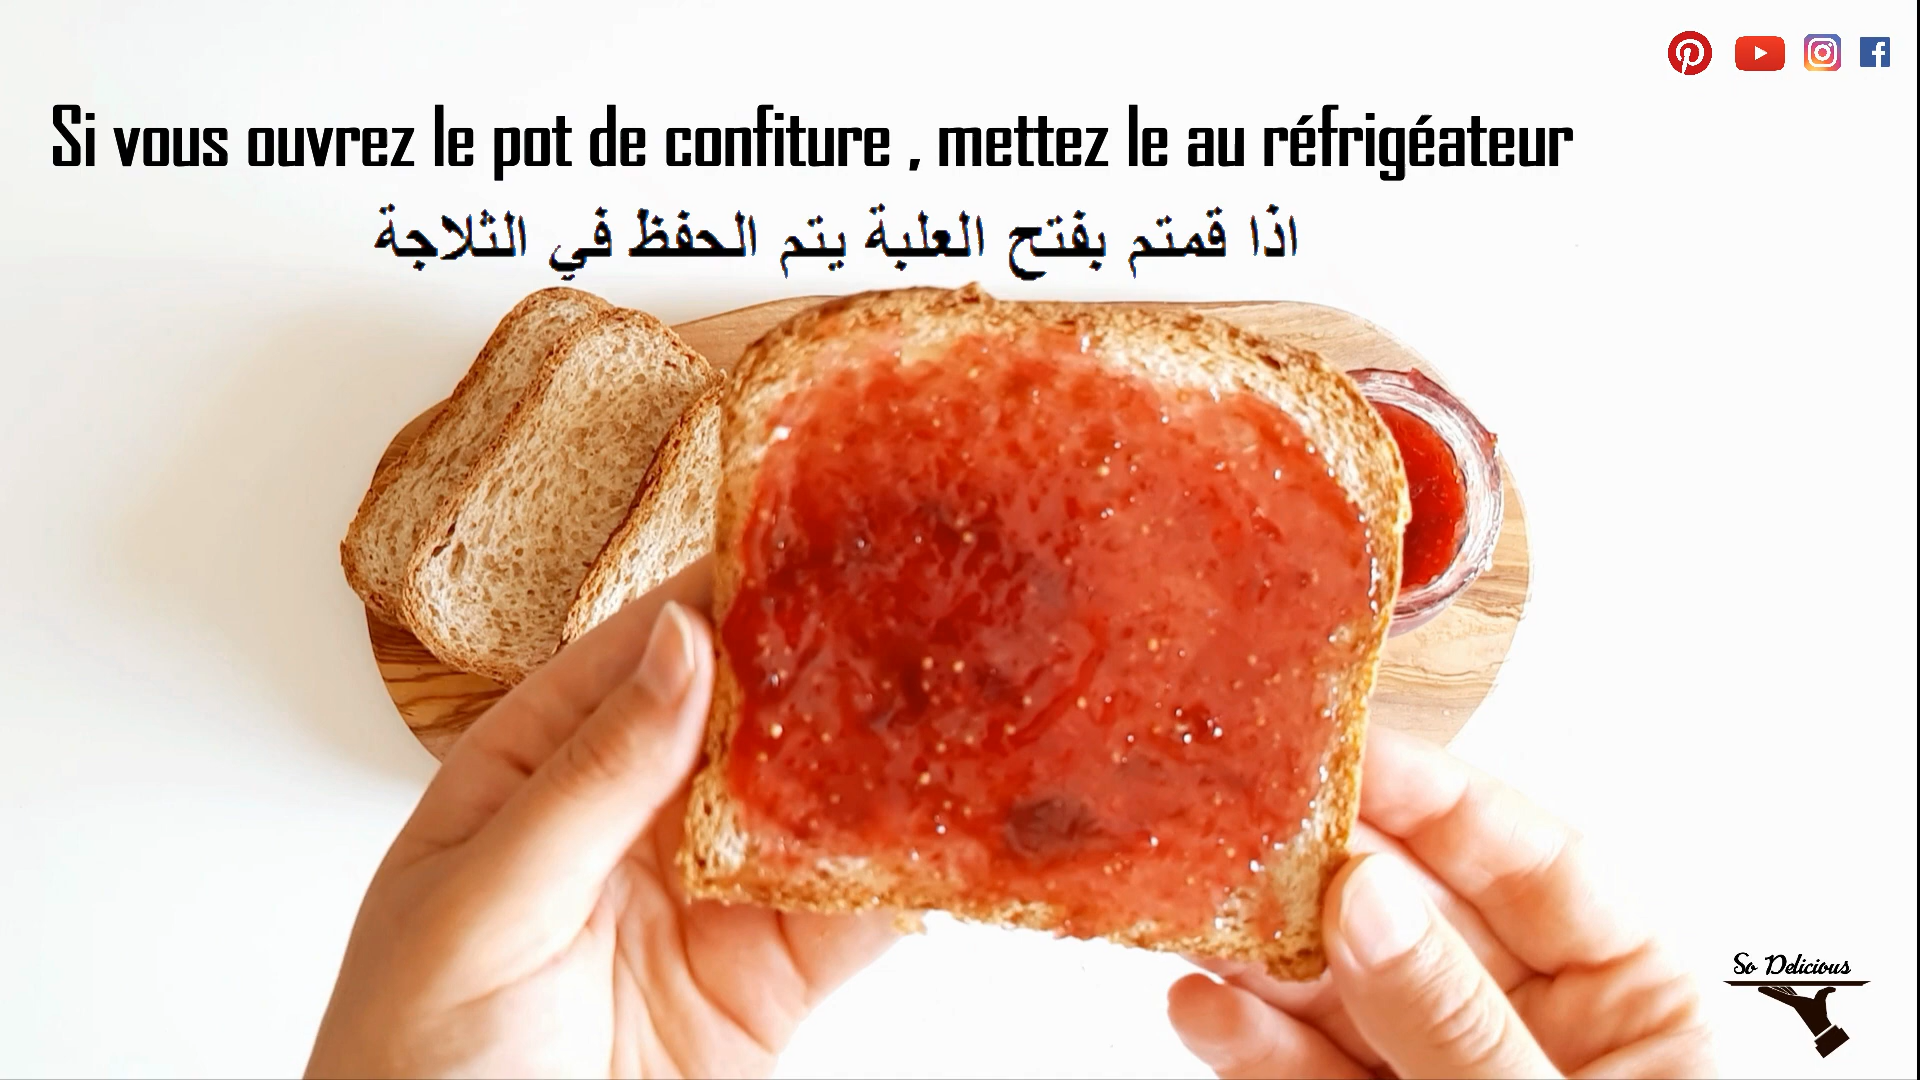 Si vous ouvrez le pot de confiture , mettez le au réfrigéateur
اذا قمتم بفتح العلبة يتم الحفظ في الثلاجة
So Delicious